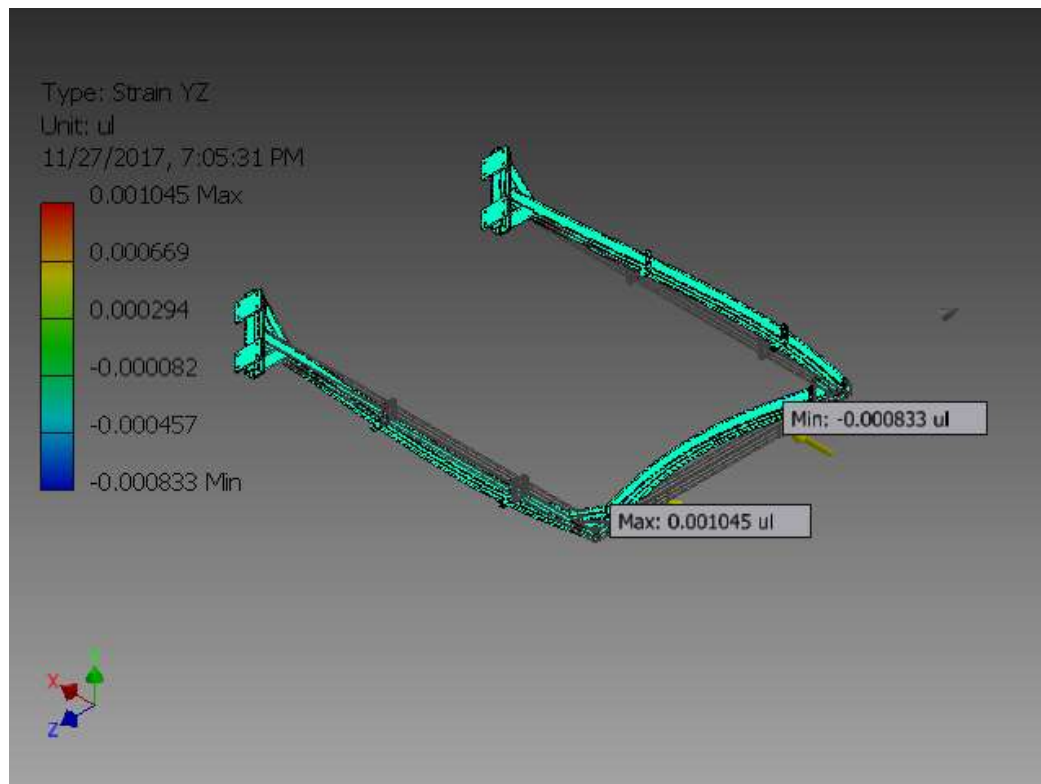 Type: Strain YZ
Unit: ul
11/27/2017, 7:05:31 PM
0.001045 Max
0.000669
0.000294
-0.000082
-0.000457
-0.000833 Min
Min: -0.000833 ul
Max: 0.001045 ul
X
Z